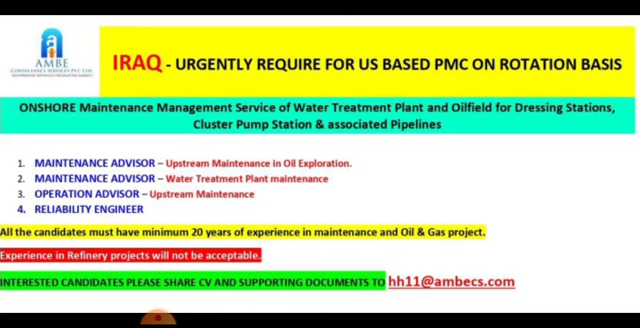 AMBE
CONSULTANCY SERVICES PVT. LTD.
GOVERNMENT APPROVED RECRUITING AGENCY
IRAQ - URGENTLY REQUIRE FOR US BASED PMC ON ROTATION BASIS
ONSHORE Maintenance Management Service of Water Treatment Plant and Oilfield for Dressing Stations,
Cluster Pump Station & associated Pipelines
1. MAINTENANCE ADVISOR – Upstream Maintenance in Oil Exploration.
2. MAINTENANCE ADVISOR – Water Treatment Plant maintenance
3. OPERATION ADVISOR – Upstream Maintenance
4. RELIABILITY ENGINEER
All the candidates must have minimum 20 years of experience in maintenance and Oil & Gas project.
Experience in Refinery projects will not be acceptable.
INTERESTED CANDIDATES PLEASE SHARE CV AND SUPPORTING DOCUMENTS TO hh11@ambecs.com